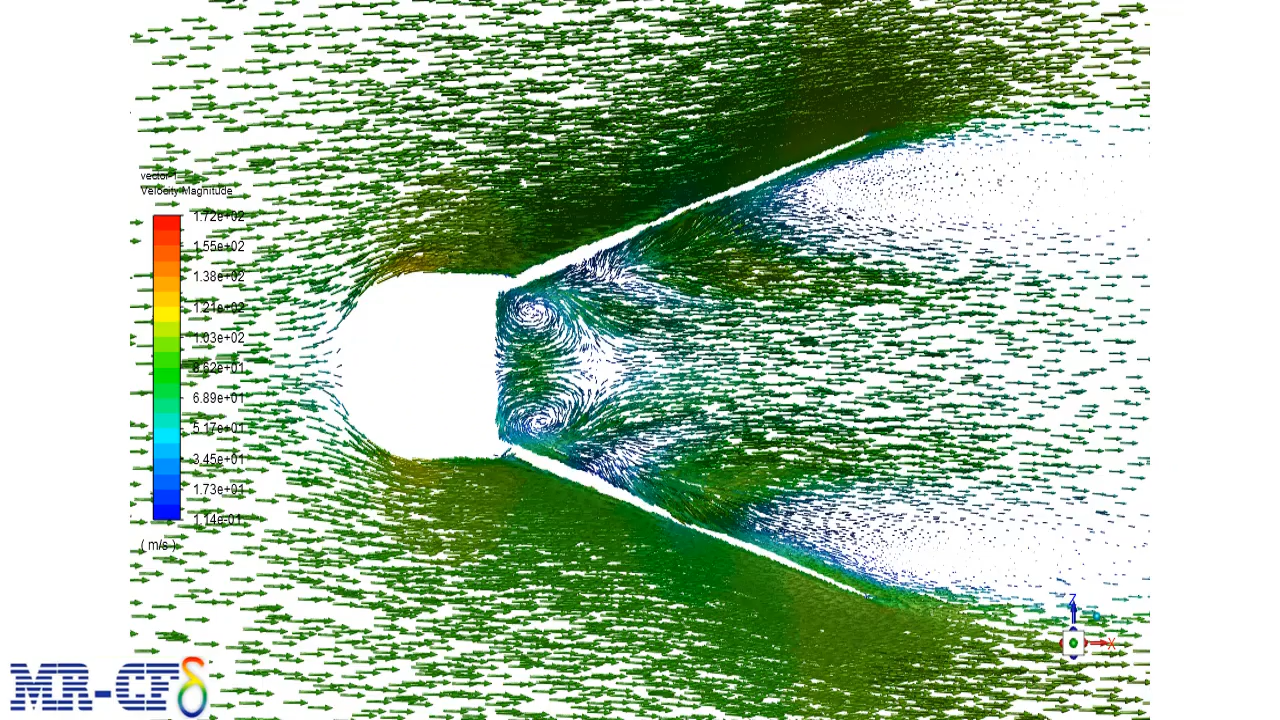 vector-1
Velocity Magnitude
1.72e+02
1.55e+02
1.38e+02
1.21e+02
1.03e+02
8.62e+01
6.89e+01
5.17e+01
3.45e+01
1.73e+01
1.14e-01
( m/s )
Z
X
MR-CFD